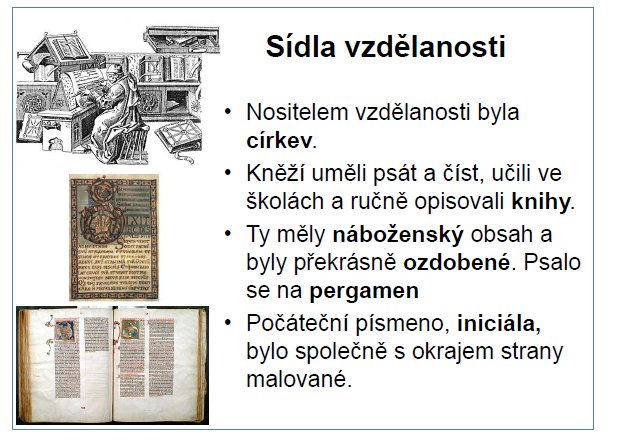 Sídla vzdělanosti
• Nositelem vzdělanosti byla
církev.
• Kněží uměli psát a číst, učili ve
školách a ručně opisovali knihy.
• Ty měly náboženský obsah a
byly překrásně ozdobené. Psalo
se na pergamen
• Počáteční písmeno, iniciála,
bylo společně s okrajem strany
malované.